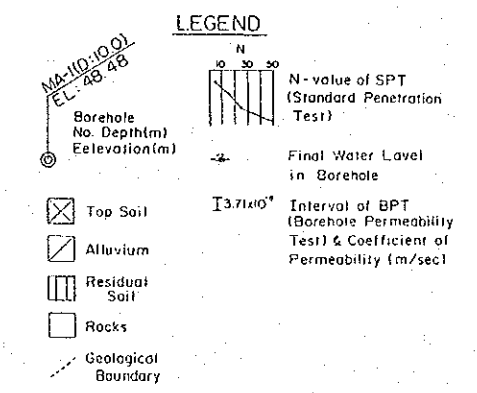 LEGEND
MA-1(D:10.0)
EL: 48.48
Borehole
No. Depth(m)
Eelevation(m)
N
10 30 50
N-value of SPT
(Standard Penetration
Test)
Final Water Lavel
in Borehole
Top Soil
Alluvium
Residual
Soil
Rocks
Geological
Boundary
Interval of BPT
(Borehole Permeability
Test) & Coefficient of
Permeability (m/sec)